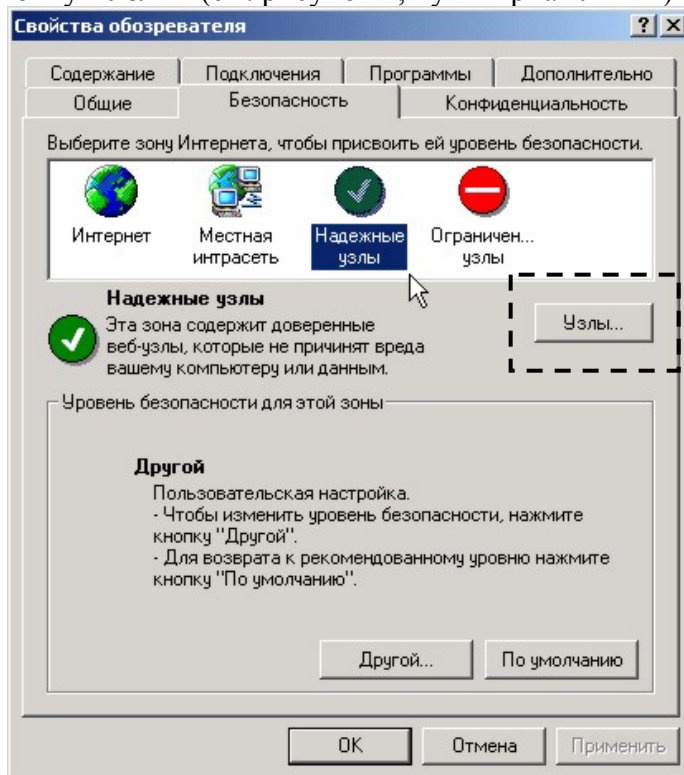 Свойства обозревателя
Содержание Подключения Программы Дополнительно
Общие Безопасность Конфиденциальность
Выберите зону Интернета, чтобы присвоить ей уровень безопасности.
Интернет Местная интрасеть Надежные узлы Ограничен... узлы
Надежные узлы
Эта зона содержит доверенные
веб-узлы, которые не причинят вреда
вашему компьютеру или данным.
Узлы...
Уровень безопасности для этой зоны
Другой
Пользовательская настройка.
- Чтобы изменить уровень безопасности, нажмите
кнопку "Другой".
- Для возврата к рекомендованному уровню нажмите
кнопку "По умолчанию".
Другой... По умолчанию
OK Отмена Применить